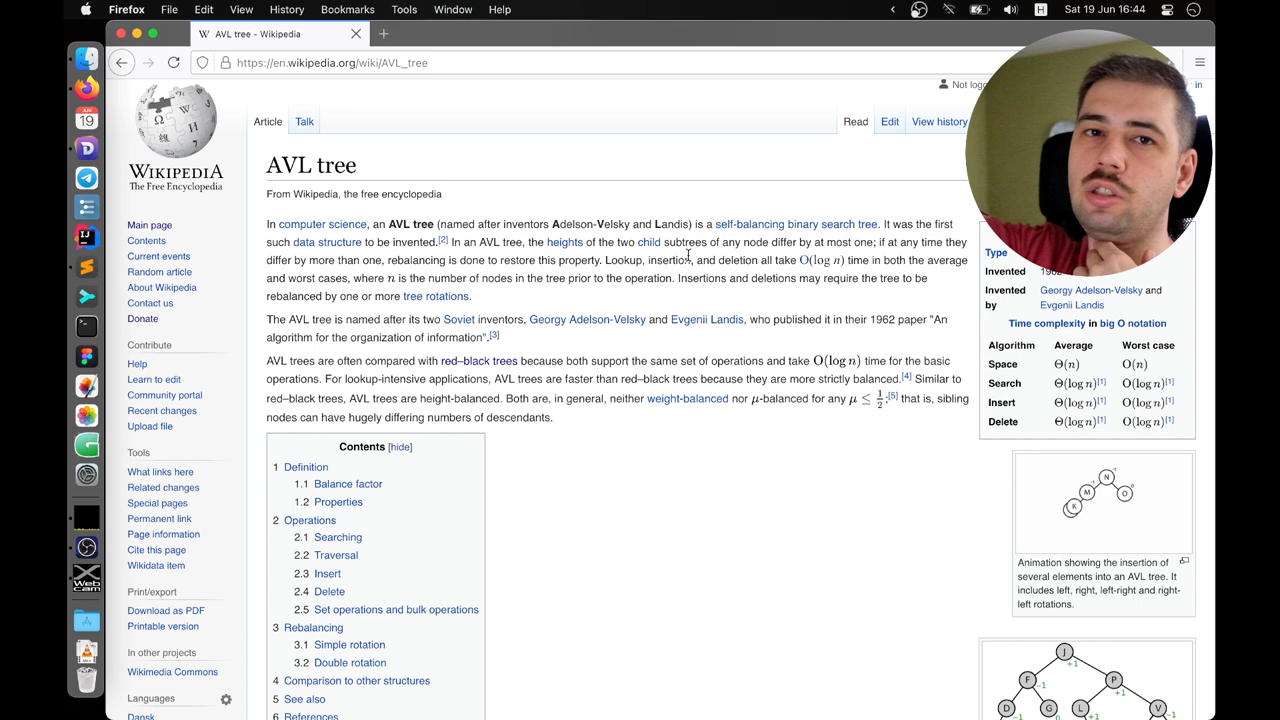 Firefox File Edit View History Bookmarks Tools Window Help
H Sat 19 Jun 16:44
W AVL tree - Wikipedia
https://en.wikipedia.org/wiki/AVL_tree
JUN
19
IJ
Web
cam
WIKIPEDIA
The Free Encyclopedia
Main page
Contents
Current events
Random article
About Wikipedia
Contact us
Donate
Contribute
Help
Learn to edit
Community portal
Recent changes
Upload file
Tools
What links here
Related changes
Special pages
Permanent link
Page information
Cite this page
Wikidata item
Print/export
Download as PDF
Printable version
In other projects
Wikimedia Commons
Languages
Dansk
Not in
Article Talk Read Edit View history
AVL tree
From Wikipedia, the free encyclopedia
In computer science, an AVL tree (named after inventors Adelson-Velsky and Landis) is a self-balancing binary search tree. It was the first
such data structure to be invented.[2] In an AVL tree, the heights of the two child subtrees of any node differ by at most one; if at any time they
differ by more than one, rebalancing is done to restore this property. Lookup, insertion, and deletion all take O(log n) time in both the average
and worst cases, where n is the number of nodes in the tree prior to the operation. Insertions and deletions may require the tree to be
rebalanced by one or more tree rotations.
The AVL tree is named after its two Soviet inventors, Georgy Adelson-Velsky and Evgenii Landis, who published it in their 1962 paper "An
algorithm for the organization of information".[3]
AVL trees are often compared with red–black trees because both support the same set of operations and take O(log n) time for the basic
operations. For lookup-intensive applications, AVL trees are faster than red–black trees because they are more strictly balanced.[4] Similar to
red–black trees, AVL trees are height-balanced. Both are, in general, neither weight-balanced nor μ-balanced for any μ ≤ 1/2;[5] that is, sibling
nodes can have hugely differing numbers of descendants.
Contents [hide]
1 Definition
1.1 Balance factor
1.2 Properties
2 Operations
2.1 Searching
2.2 Traversal
2.3 Insert
2.4 Delete
2.5 Set operations and bulk operations
3 Rebalancing
3.1 Simple rotation
3.2 Double rotation
4 Comparison to other structures
5 See also
6 References
Type
Invented
Invented Georgy Adelson-Velsky and
by Evgenii Landis
Time complexity in big O notation
Algorithm Average Worst case
Space Θ(n) O(n)
Search Θ(log n)[1] O(log n)[1]
Insert Θ(log n)[1] O(log n)[1]
Delete Θ(log n)[1] O(log n)[1]
N
M O
K
Animation showing the insertion of
several elements into an AVL tree. It
includes left, right, left-right and right-
left rotations.
J +1
F -1 P +1
D -1 G 0 L +1 V -1